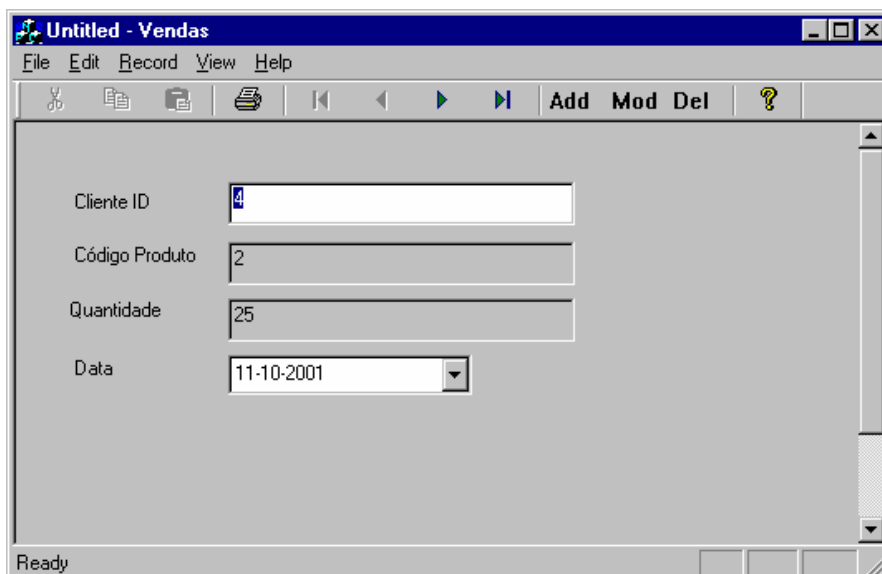 Untitled - Vendas
File Edit Record View Help
Add Mod Del
Cliente ID 4
Código Produto 2
Quantidade 25
Data 11-10-2001
Ready